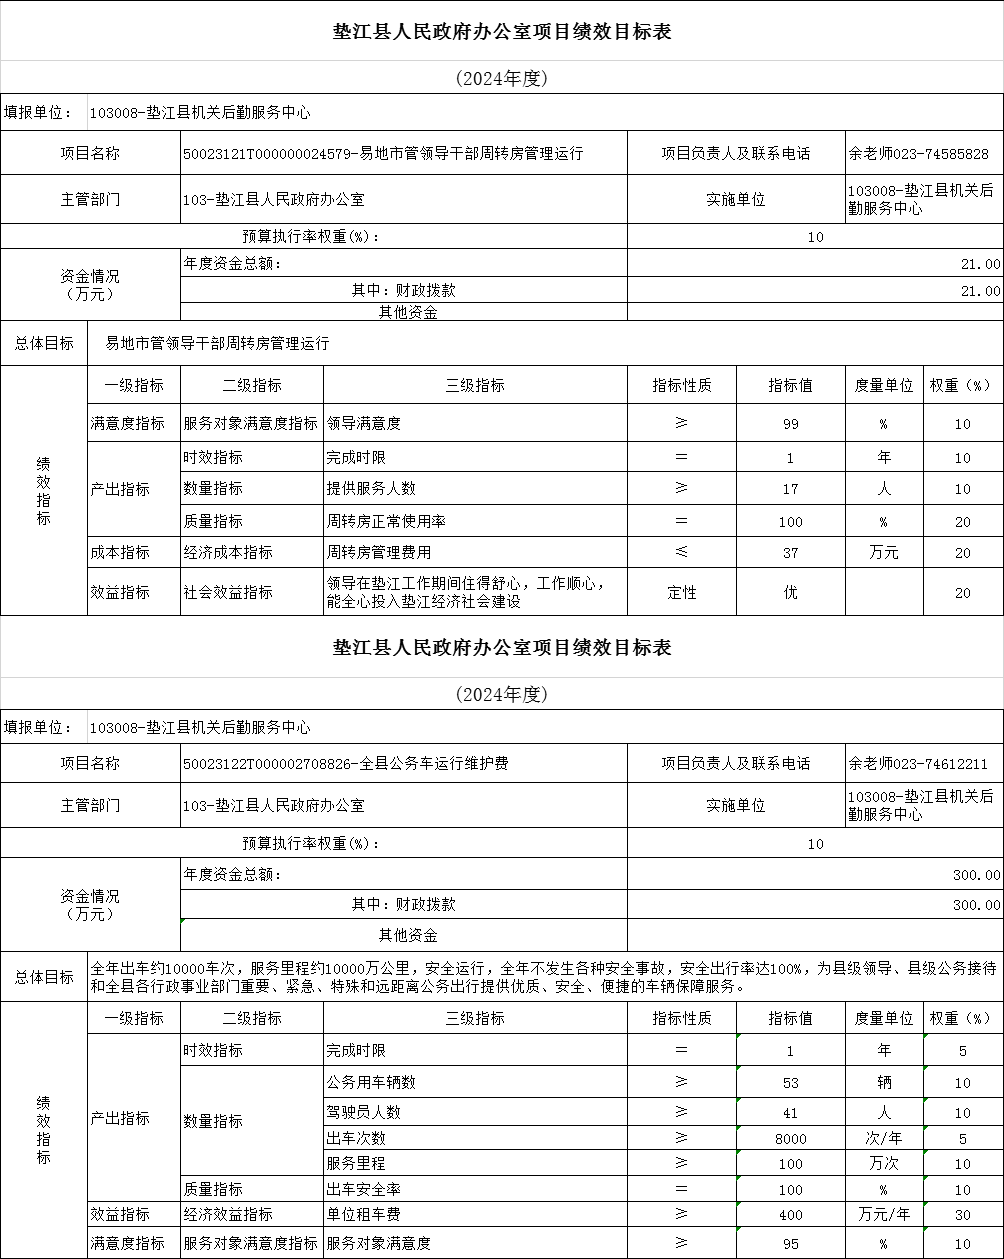 垫江县人民政府办公室项目绩效目标表
(2024年度)
填报单位： 103008-垫江县机关后勤服务中心
项目名称 50023121T000000024579-易地市管领导干部周转房管理运行 项目负责人及联系电话 余老师023-74585828
主管部门 103-垫江县人民政府办公室 实施单位 103008-垫江县机关后勤服务中心
预算执行率权重(%)： 10
资金情况（万元） 年度资金总额： 21.00
其中：财政拨款 21.00
其他资金
总体目标 易地市管领导干部周转房管理运行
绩效指标 一级指标 二级指标 三级指标 指标性质 指标值 度量单位 权重（%）
满意度指标 服务对象满意度指标 领导满意度 ≥ 99 % 10
产出指标 时效指标 完成时限 ＝ 1 年 10
数量指标 提供服务人数 ≥ 17 人 10
质量指标 周转房正常使用率 ＝ 100 % 20
成本指标 经济成本指标 周转房管理费用 ≤ 37 万元 20
效益指标 社会效益指标 领导在垫江工作期间住得舒心，工作顺心，能全心投入垫江经济社会建设 定性 优 20
垫江县人民政府办公室项目绩效目标表
(2024年度)
填报单位： 103008-垫江县机关后勤服务中心
项目名称 50023122T000002708826-全县公务车运行维护费 项目负责人及联系电话 余老师023-74612211
主管部门 103-垫江县人民政府办公室 实施单位 103008-垫江县机关后勤服务中心
预算执行率权重(%)： 10
资金情况（万元） 年度资金总额： 300.00
其中：财政拨款 300.00
其他资金
总体目标 全年出车约10000车次，服务里程约10000万公里，安全运行，全年不发生各种安全事故，安全出行率达100%，为县级领导、县级公务接待
和全县各行政事业部门重要、紧急、特殊和远距离公务出行提供优质、安全、便捷的车辆保障服务。
绩效指标 一级指标 二级指标 三级指标 指标性质 指标值 度量单位 权重（%）
产出指标 时效指标 完成时限 ＝ 1 年 5
数量指标 公务用车辆数 ≥ 53 辆 10
驾驶员人数 ≥ 41 人 10
出车次数 ≥ 8000 次/年 5
服务里程 ≥ 100 万次 10
质量指标 出车安全率 ＝ 100 % 10
效益指标 经济效益指标 单位租车费 ≥ 400 万元/年 30
满意度指标 服务对象满意度指标 服务对象满意度 ≥ 95 % 10